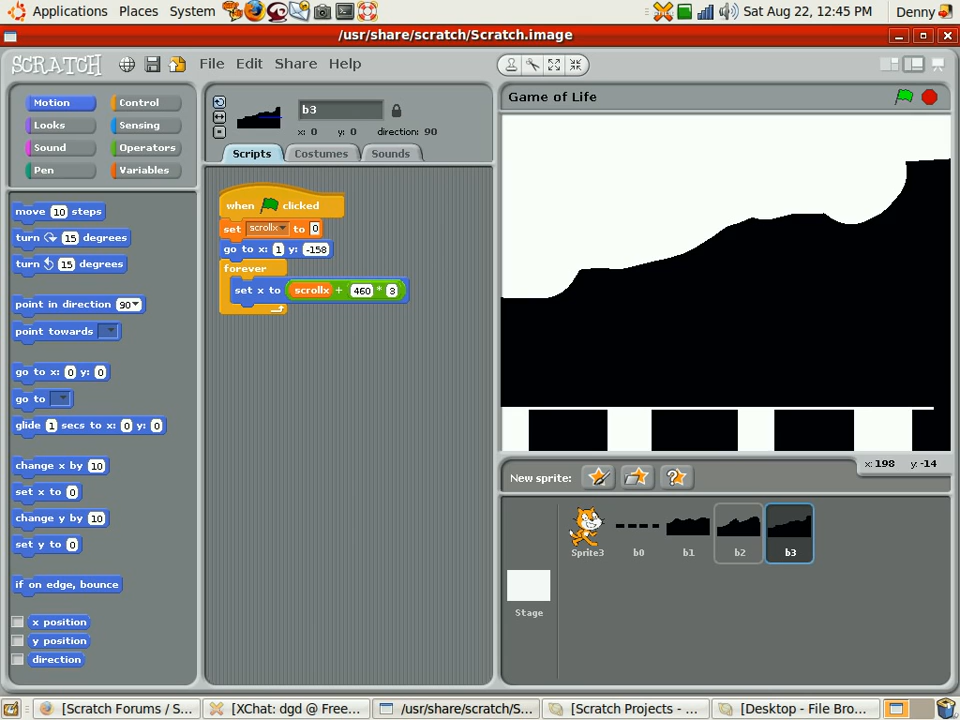 Applications Places System Sat Aug 22, 12:45 PM Denny
/usr/share/scratch/Scratch.image
SCRATCH File Edit Share Help
Motion Control
Looks Sensing
Sound Operators
Pen Variables
move 10 steps
turn 15 degrees
turn 15 degrees
point in direction 90
point towards
go to x: 0 y: 0
go to
glide 1 secs to x: 0 y: 0
change x by 10
set x to 0
change y by 10
set y to 0
if on edge, bounce
x position
y position
direction
b3
x: 0 y: 0 direction: 90
Scripts Costumes Sounds
when clicked
set scrollx to 0
go to x: 1 y: -158
forever
set x to scrollx + 460 * 3
Game of Life
x: 198 y: -14
New sprite:
Sprite3 b0 b1 b2 b3
Stage
[Scratch Forums / S... [XChat: dgd @ Free... /usr/share/scratch/S... [Scratch Projects - ... [Desktop - File Bro...